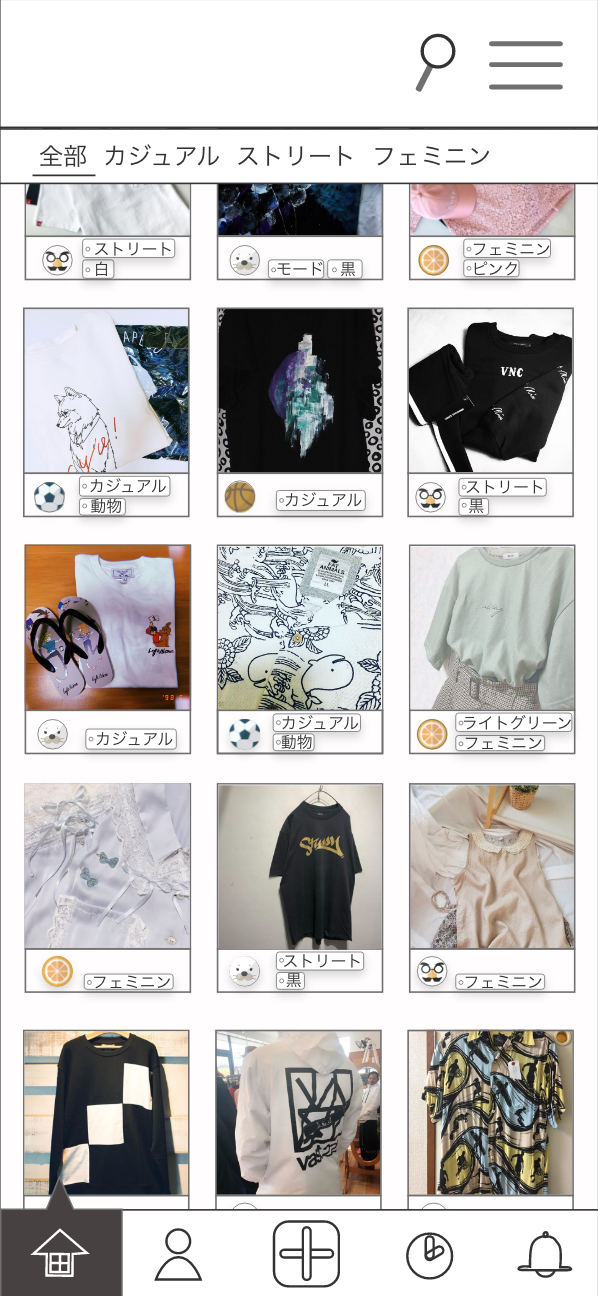 全部 カジュアル ストリート フェミニン
ストリート
白
モード 黒
フェミニン
ピンク
APE
VNC
カジュアル
動物
カジュアル
ストリート
黒
FAT
ANIMALS
LL
カジュアル
カジュアル
動物
ライトグリーン
フェミニン
フェミニン
ストリート
黒
フェミニン